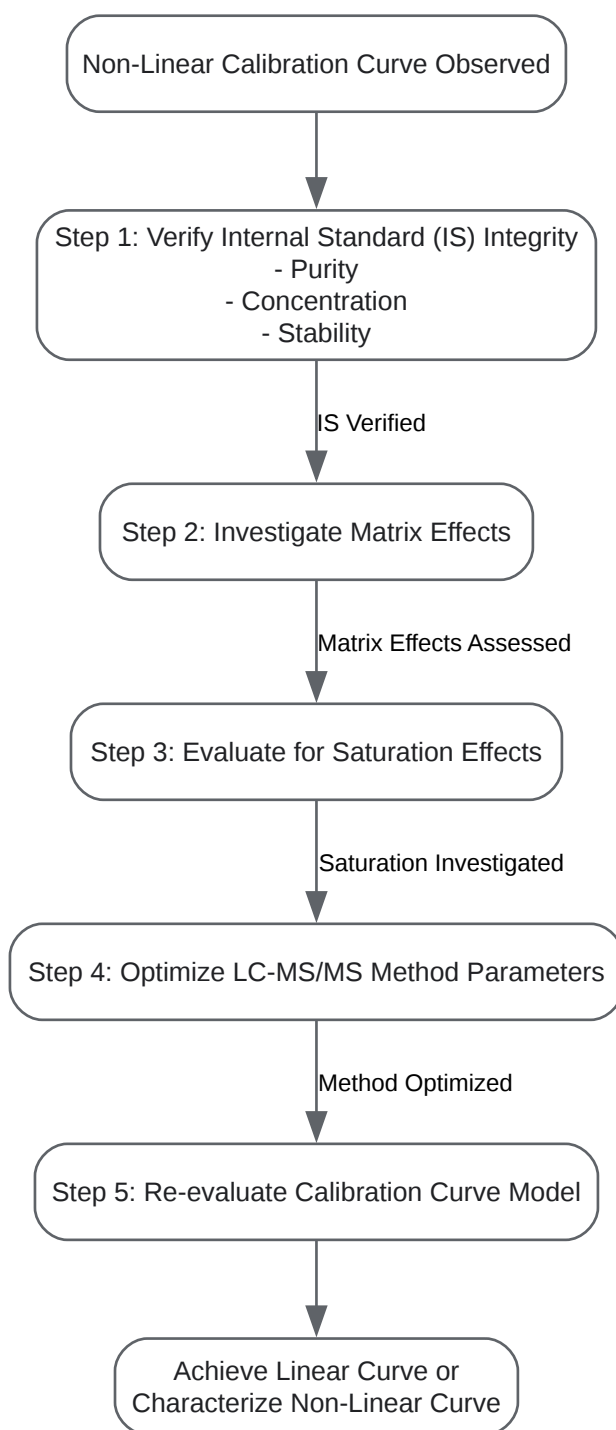 Non-Linear Calibration Curve Observed
Step 1: Verify Internal Standard (IS) Integrity
- Purity
- Concentration
- Stability
IS Verified
Step 2: Investigate Matrix Effects
Matrix Effects Assessed
Step 3: Evaluate for Saturation Effects
Saturation Investigated
Step 4: Optimize LC-MS/MS Method Parameters
Method Optimized
Step 5: Re-evaluate Calibration Curve Model
Achieve Linear Curve or
Characterize Non-Linear Curve